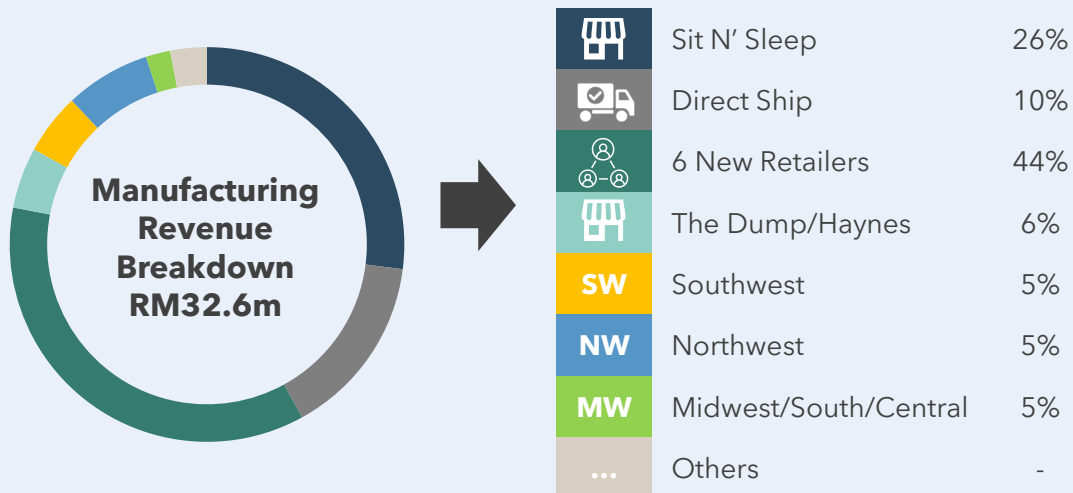 Manufacturing
Revenue
Breakdown
RM32.6m
Sit N’ Sleep 26%
Direct Ship 10%
6 New Retailers 44%
The Dump/Haynes 6%
SW Southwest 5%
NW Northwest 5%
MW Midwest/South/Central 5%
... Others -